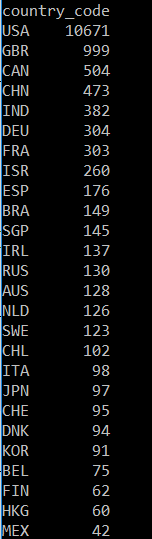 country_code
USA 10671
GBR 999
CAN 504
CHN 473
IND 382
DEU 304
FRA 303
ISR 260
ESP 176
BRA 149
SGP 145
IRL 137
RUS 130
AUS 128
NLD 126
SWE 123
CHL 102
ITA 98
JPN 97
CHE 95
DNK 94
KOR 91
BEL 75
FIN 62
HKG 60
MEX 42